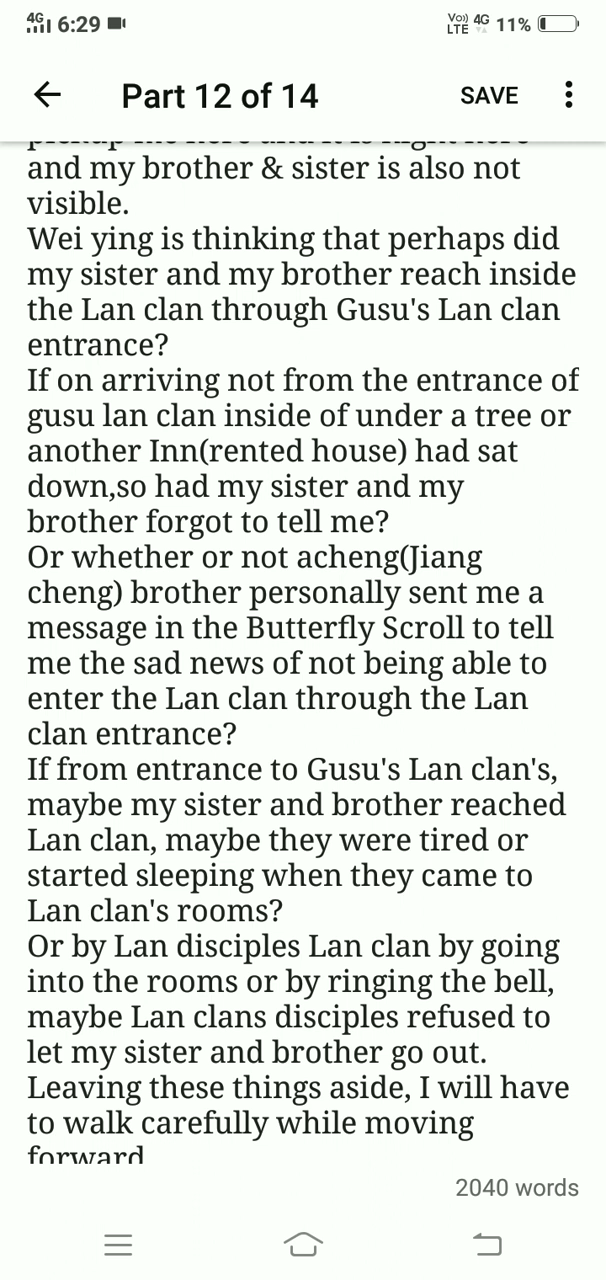 4G 6:29 Vo)) LTE 4G 11%
Part 12 of 14 SAVE
and my brother & sister is also not
visible.
Wei ying is thinking that perhaps did
my sister and my brother reach inside
the Lan clan through Gusu's Lan clan
entrance?
If on arriving not from the entrance of
gusu lan clan inside of under a tree or
another Inn(rented house) had sat
down,so had my sister and my
brother forgot to tell me?
Or whether or not acheng(Jiang
cheng) brother personally sent me a
message in the Butterfly Scroll to tell
me the sad news of not being able to
enter the Lan clan through the Lan
clan entrance?
If from entrance to Gusu's Lan clan's,
maybe my sister and brother reached
Lan clan, maybe they were tired or
started sleeping when they came to
Lan clan's rooms?
Or by Lan disciples Lan clan by going
into the rooms or by ringing the bell,
maybe Lan clans disciples refused to
let my sister and brother go out.
Leaving these things aside, I will have
to walk carefully while moving
forward
2040 words